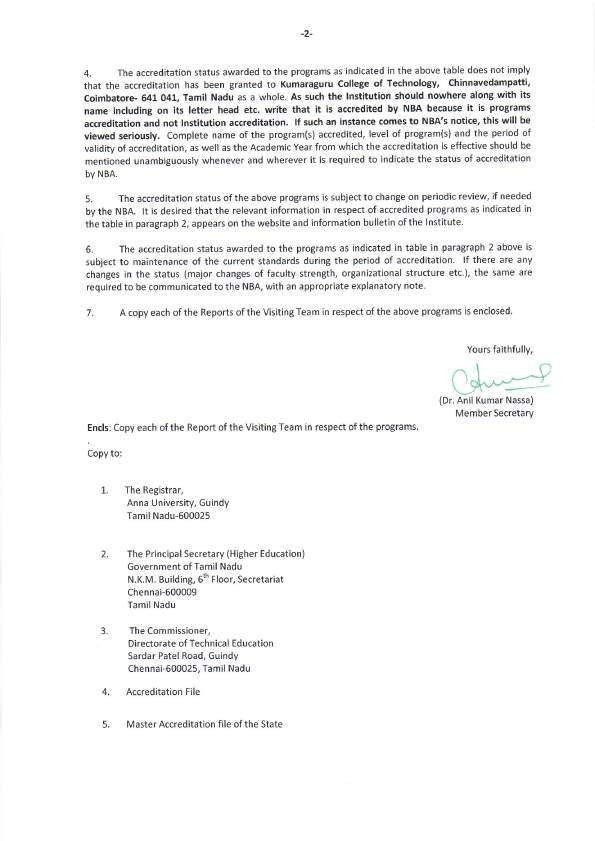 -2-
4. The accreditation status awarded to the programs as indicated in the above table does not imply
that the accreditation has been granted to Kumaraguru College of Technology, Chinnavedampatti,
Coimbatore- 641 041, Tamil Nadu as a whole. As such the Institution should nowhere along with its
name including on its letter head etc. write that it is accredited by NBA because it is programs
accreditation and not Institution accreditation. If such an instance comes to NBA's notice, this will be
viewed seriously. Complete name of the program(s) accredited, level of program(s) and the period of
validity of accreditation, as well as the Academic Year from which the accreditation is effective should be
mentioned unambiguously whenever and wherever it is required to indicate the status of accreditation
by NBA.
5. The accreditation status of the above programs is subject to change on periodic review, if needed
by the NBA. It is desired that the relevant information in respect of accredited programs as indicated in
the table in paragraph 2, appears on the website and information bulletin of the Institute.
6. The accreditation status awarded to the programs as indicated in table in paragraph 2 above is
subject to maintenance of the current standards during the period of accreditation. If there are any
changes in the status (major changes of faculty strength, organizational structure etc.), the same are
required to be communicated to the NBA, with an appropriate explanatory note.
7. A copy each of the Reports of the Visiting Team in respect of the above programs is enclosed.
Yours faithfully,
(Dr. Anil Kumar Nassa)
Member Secretary
Encls: Copy each of the Report of the Visiting Team in respect of the programs.
.
Copy to:
1. The Registrar,
Anna University, Guindy
Tamil Nadu-600025
2. The Principal Secretary (Higher Education)
Government of Tamil Nadu
N.K.M. Building, 6th Floor, Secretariat
Chennai-600009
Tamil Nadu
3. The Commissioner,
Directorate of Technical Education
Sardar Patel Road, Guindy
Chennai-600025, Tamil Nadu
4. Accreditation File
5. Master Accreditation file of the State